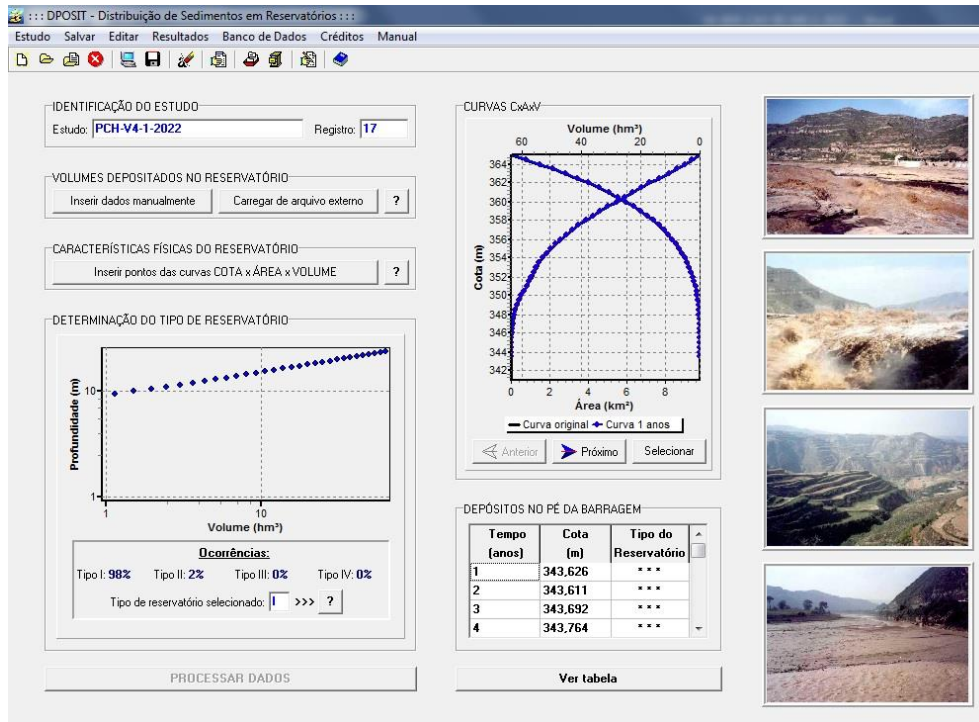 ::: DPOSIT - Distribuição de Sedimentos em Reservatórios :::
Estudo Salvar Editar Resultados Banco de Dados Créditos Manual
IDENTIFICAÇÃO DO ESTUDO
Estudo: PCH-V4-1-2022 Registro: 17
VOLUMES DEPOSITADOS NO RESERVATÓRIO
Inserir dados manualmente Carregar de arquivo externo ?
CARACTERÍSTICAS FÍSICAS DO RESERVATÓRIO
Inserir pontos das curvas COTA x ÁREA x VOLUME ?
DETERMINAÇÃO DO TIPO DE RESERVATÓRIO
Profundidade (m)
10
1
1 10
Volume (hm³)
Ocorrências:
Tipo I: 98% Tipo II: 2% Tipo III: 0% Tipo IV: 0%
Tipo de reservatório selecionado: I >>> ?
PROCESSAR DADOS
CURVAS CxAxV
Volume (hm³)
60 40 20 0
Cota (m)
364
362
360
358
356
354
352
350
348
346
344
342
0 2 4 6 8
Área (km²)
Curva original Curva 1 anos
Anterior Próximo Selecionar
DEPÓSITOS NO PÉ DA BARRAGEM
Tempo Cota Tipo do
(anos) (m) Reservatório
1 343,626 * * *
2 343,611 * * *
3 343,692 * * *
4 343,764 * * *
Ver tabela